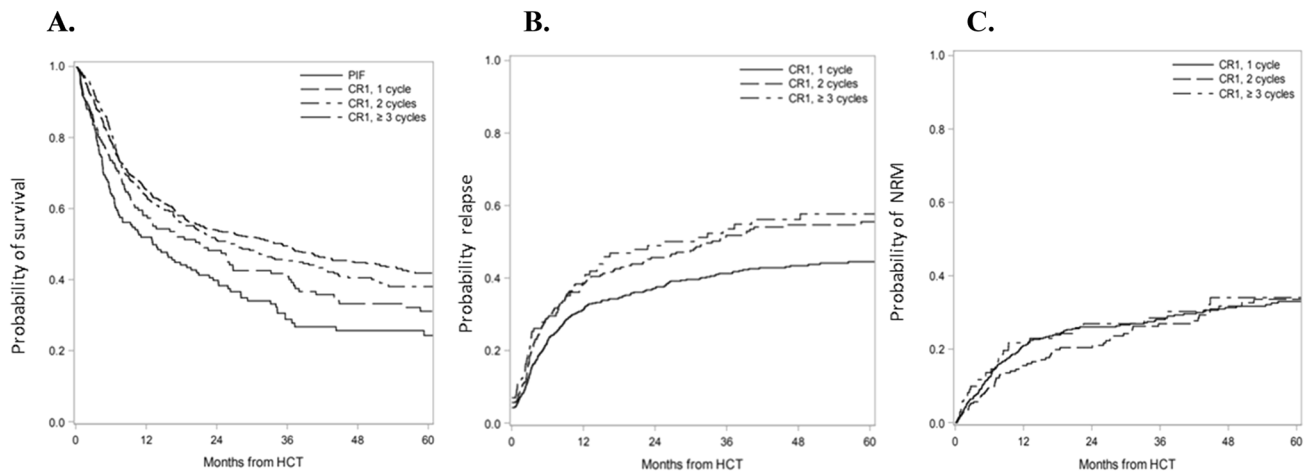 A.
Probability of survival
1.0
0.8
0.6
0.4
0.2
0.0
PIF
CR1, 1 cycle
CR1, 2 cycles
CR1, ≥ 3 cycles
0 12 24 36 48 60
Months from HCT
B.
Probability relapse
1.0
0.8
0.6
0.4
0.2
0.0
CR1, 1 cycle
CR1, 2 cycles
CR1, ≥ 3 cycles
0 12 24 36 48 60
Months from HCT
C.
Probability of NRM
1.0
0.8
0.6
0.4
0.2
0.0
CR1, 1 cycle
CR1, 2 cycles
CR1, ≥ 3 cycles
0 12 24 36 48 60
Months from HCT